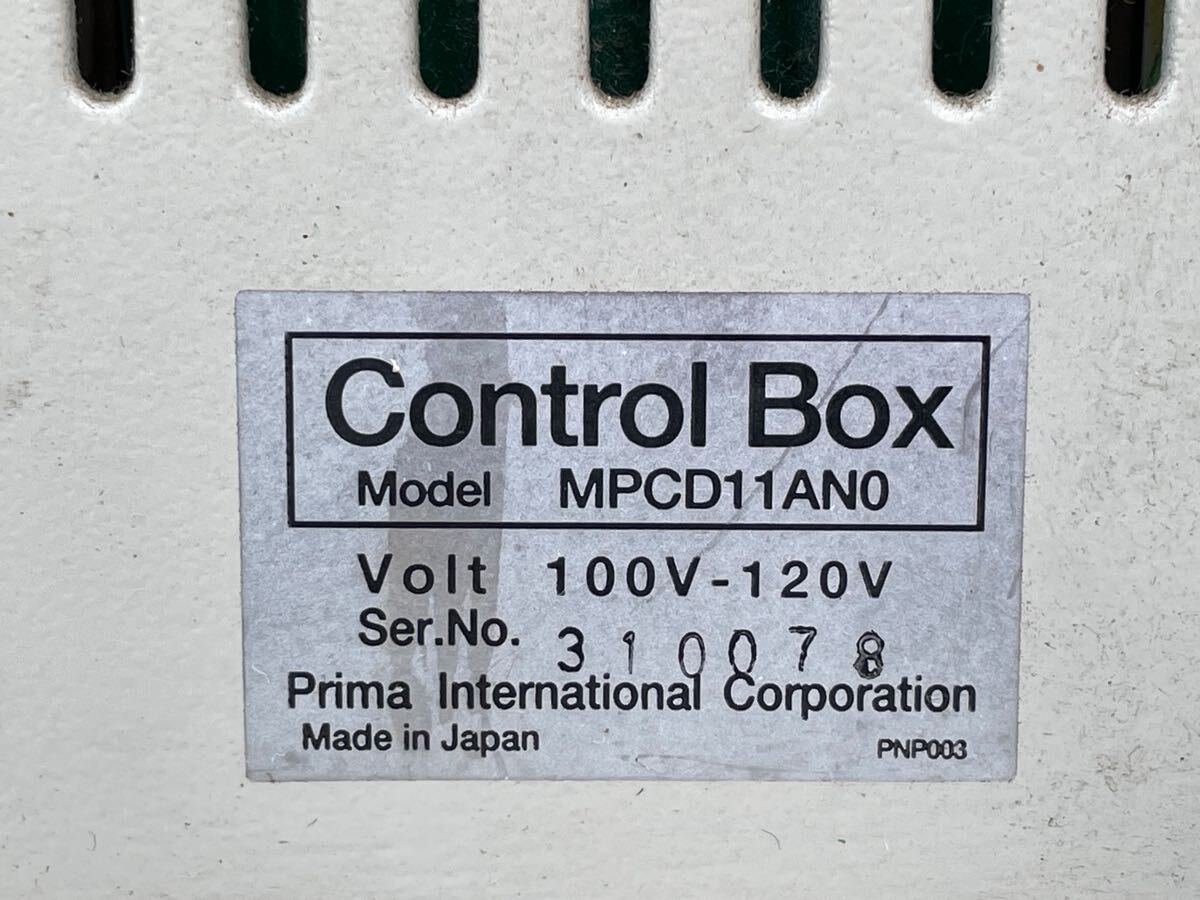 Control Box
Model MPCD11AN0
Volt 100V-120V
Ser.No. 310078
Prima International Corporation
Made in Japan PNP003